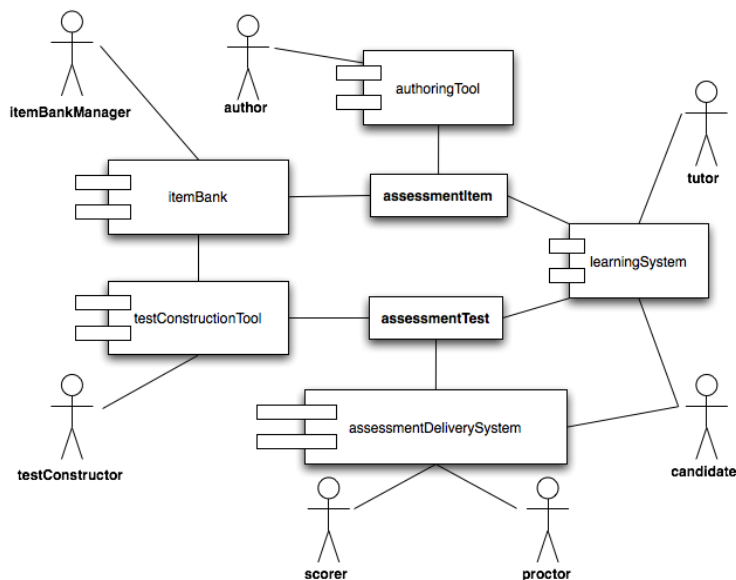 authoringTool
itemBankManager
author
itemBank
assessmentItem
tutor
learningSystem
testConstructionTool
assessmentTest
assessmentDeliverySystem
testConstructor
candidate
scorer
proctor